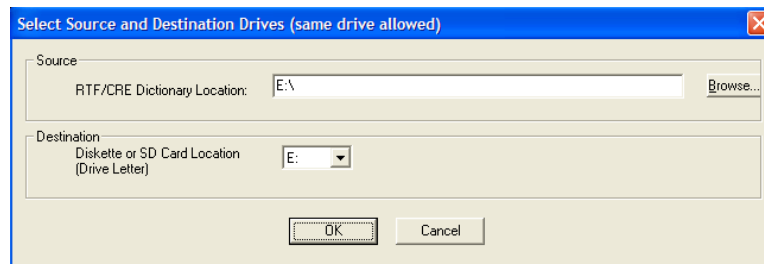 Select Source and Destination Drives (same drive allowed)
Source
RTF/CRE Dictionary Location:
E:\
Browse...
Destination
Diskette or SD Card Location
(Drive Letter)
E:
OK
Cancel